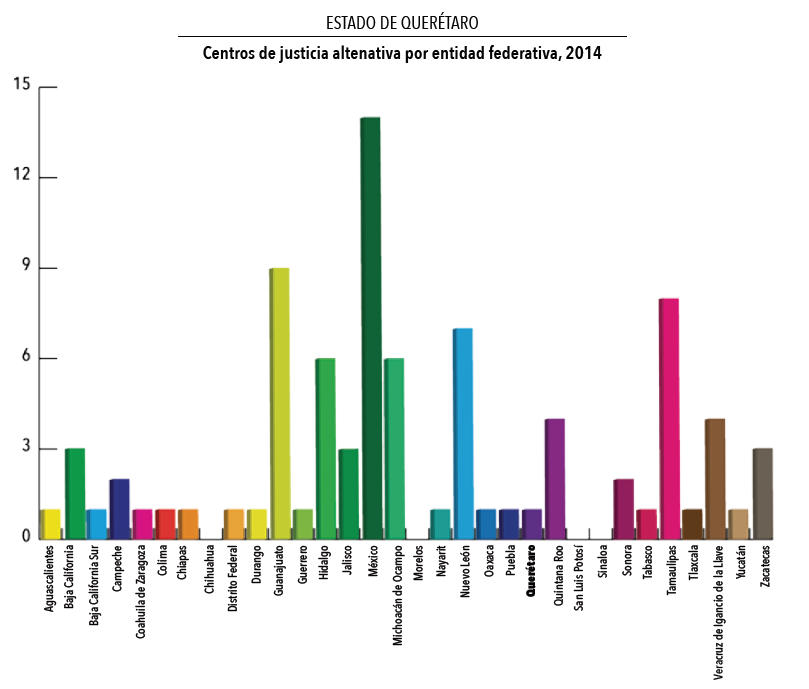 ESTADO DE QUERÉTARO
Centros de justicia altenativa por entidad federativa, 2014
15
12
9
6
3
0
Aguascalientes
Baja California
Baja California Sur
Campeche
Coahuila de Zaragoza
Colima
Chiapas
Chihuahua
Distrito Federal
Durango
Guanajuato
Guerrero
Hidalgo
Jalisco
México
Michoacán de Ocampo
Morelos
Nayarit
Nuevo León
Oaxaca
Puebla
Querétaro
Quintana Roo
San Luis Potosí
Sinaloa
Sonora
Tabasco
Tamaulipas
Tlaxcala
Veracruz de Igancio de la Llave
Yucatán
Zacatecas